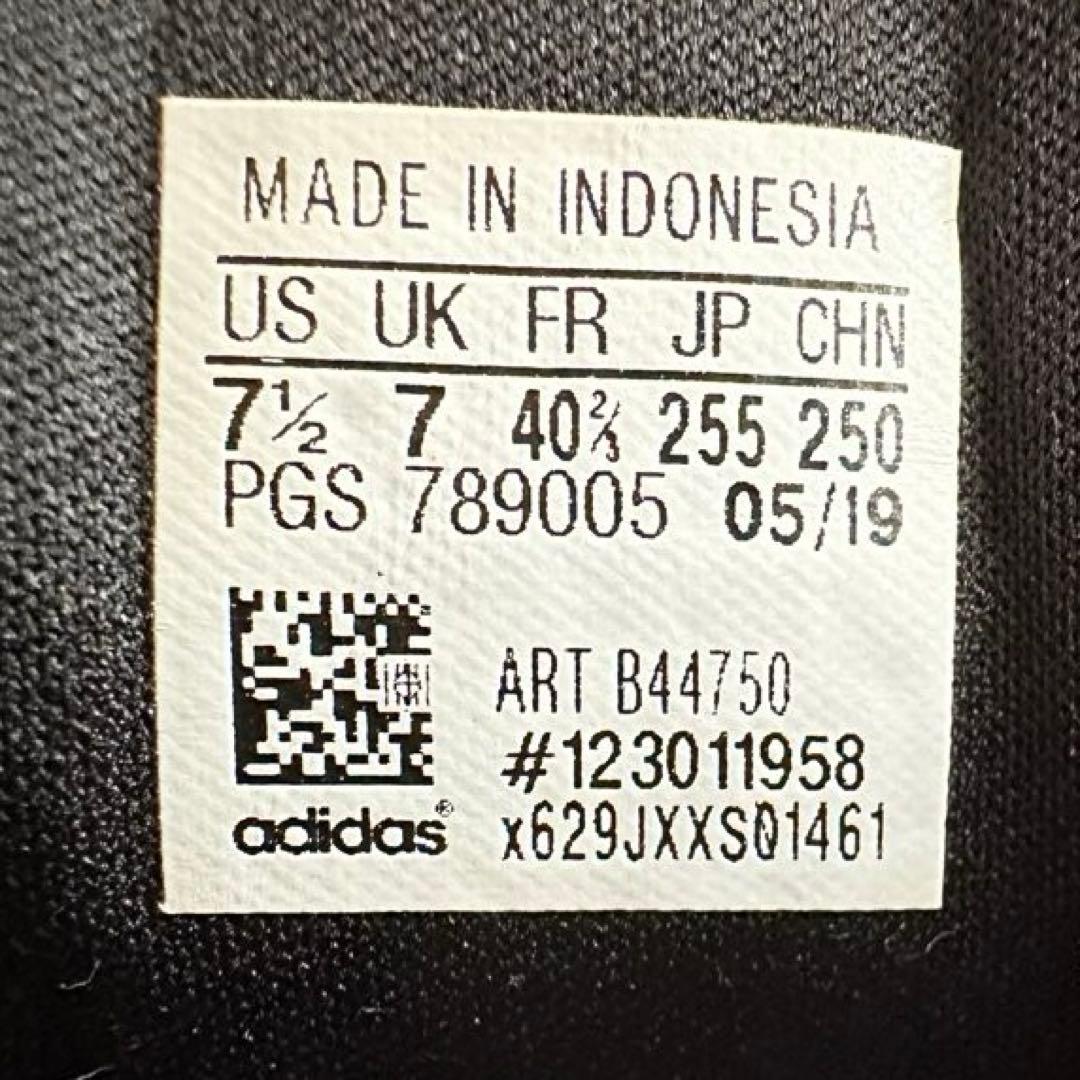 MADE IN INDONESIA
US UK FR JP CHN
7½ 7 40⅔ 255 250
PGS 789005 05/19
ART B44750
#123011958
adidas® x629JXXS01461